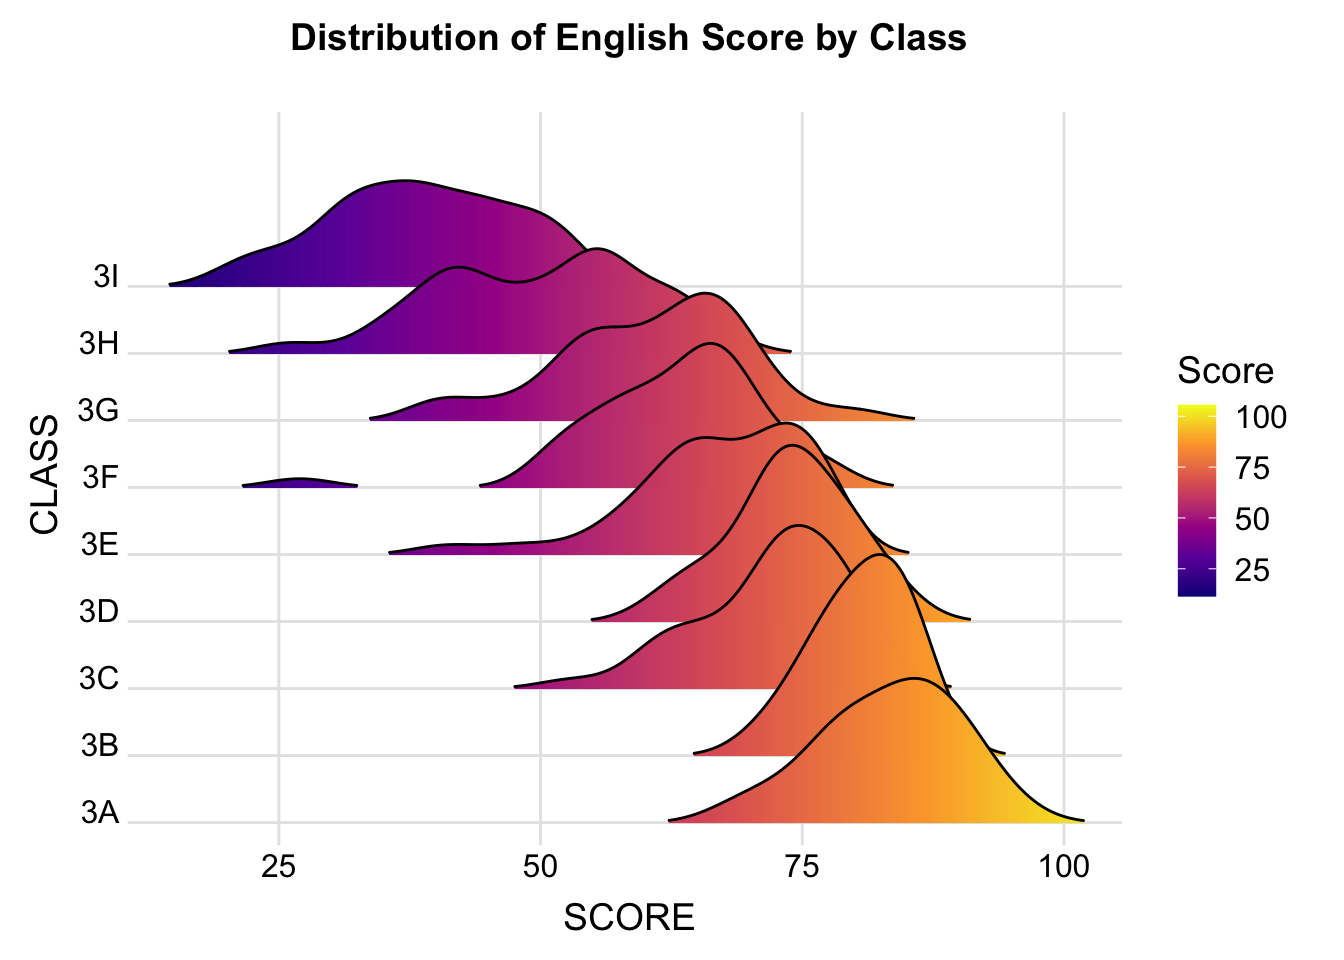 Distribution of English Score by Class
CLASS
3I
3H
3G
3F
3E
3D
3C
3B
3A
25 50 75 100
SCORE
Score
100
75
50
25